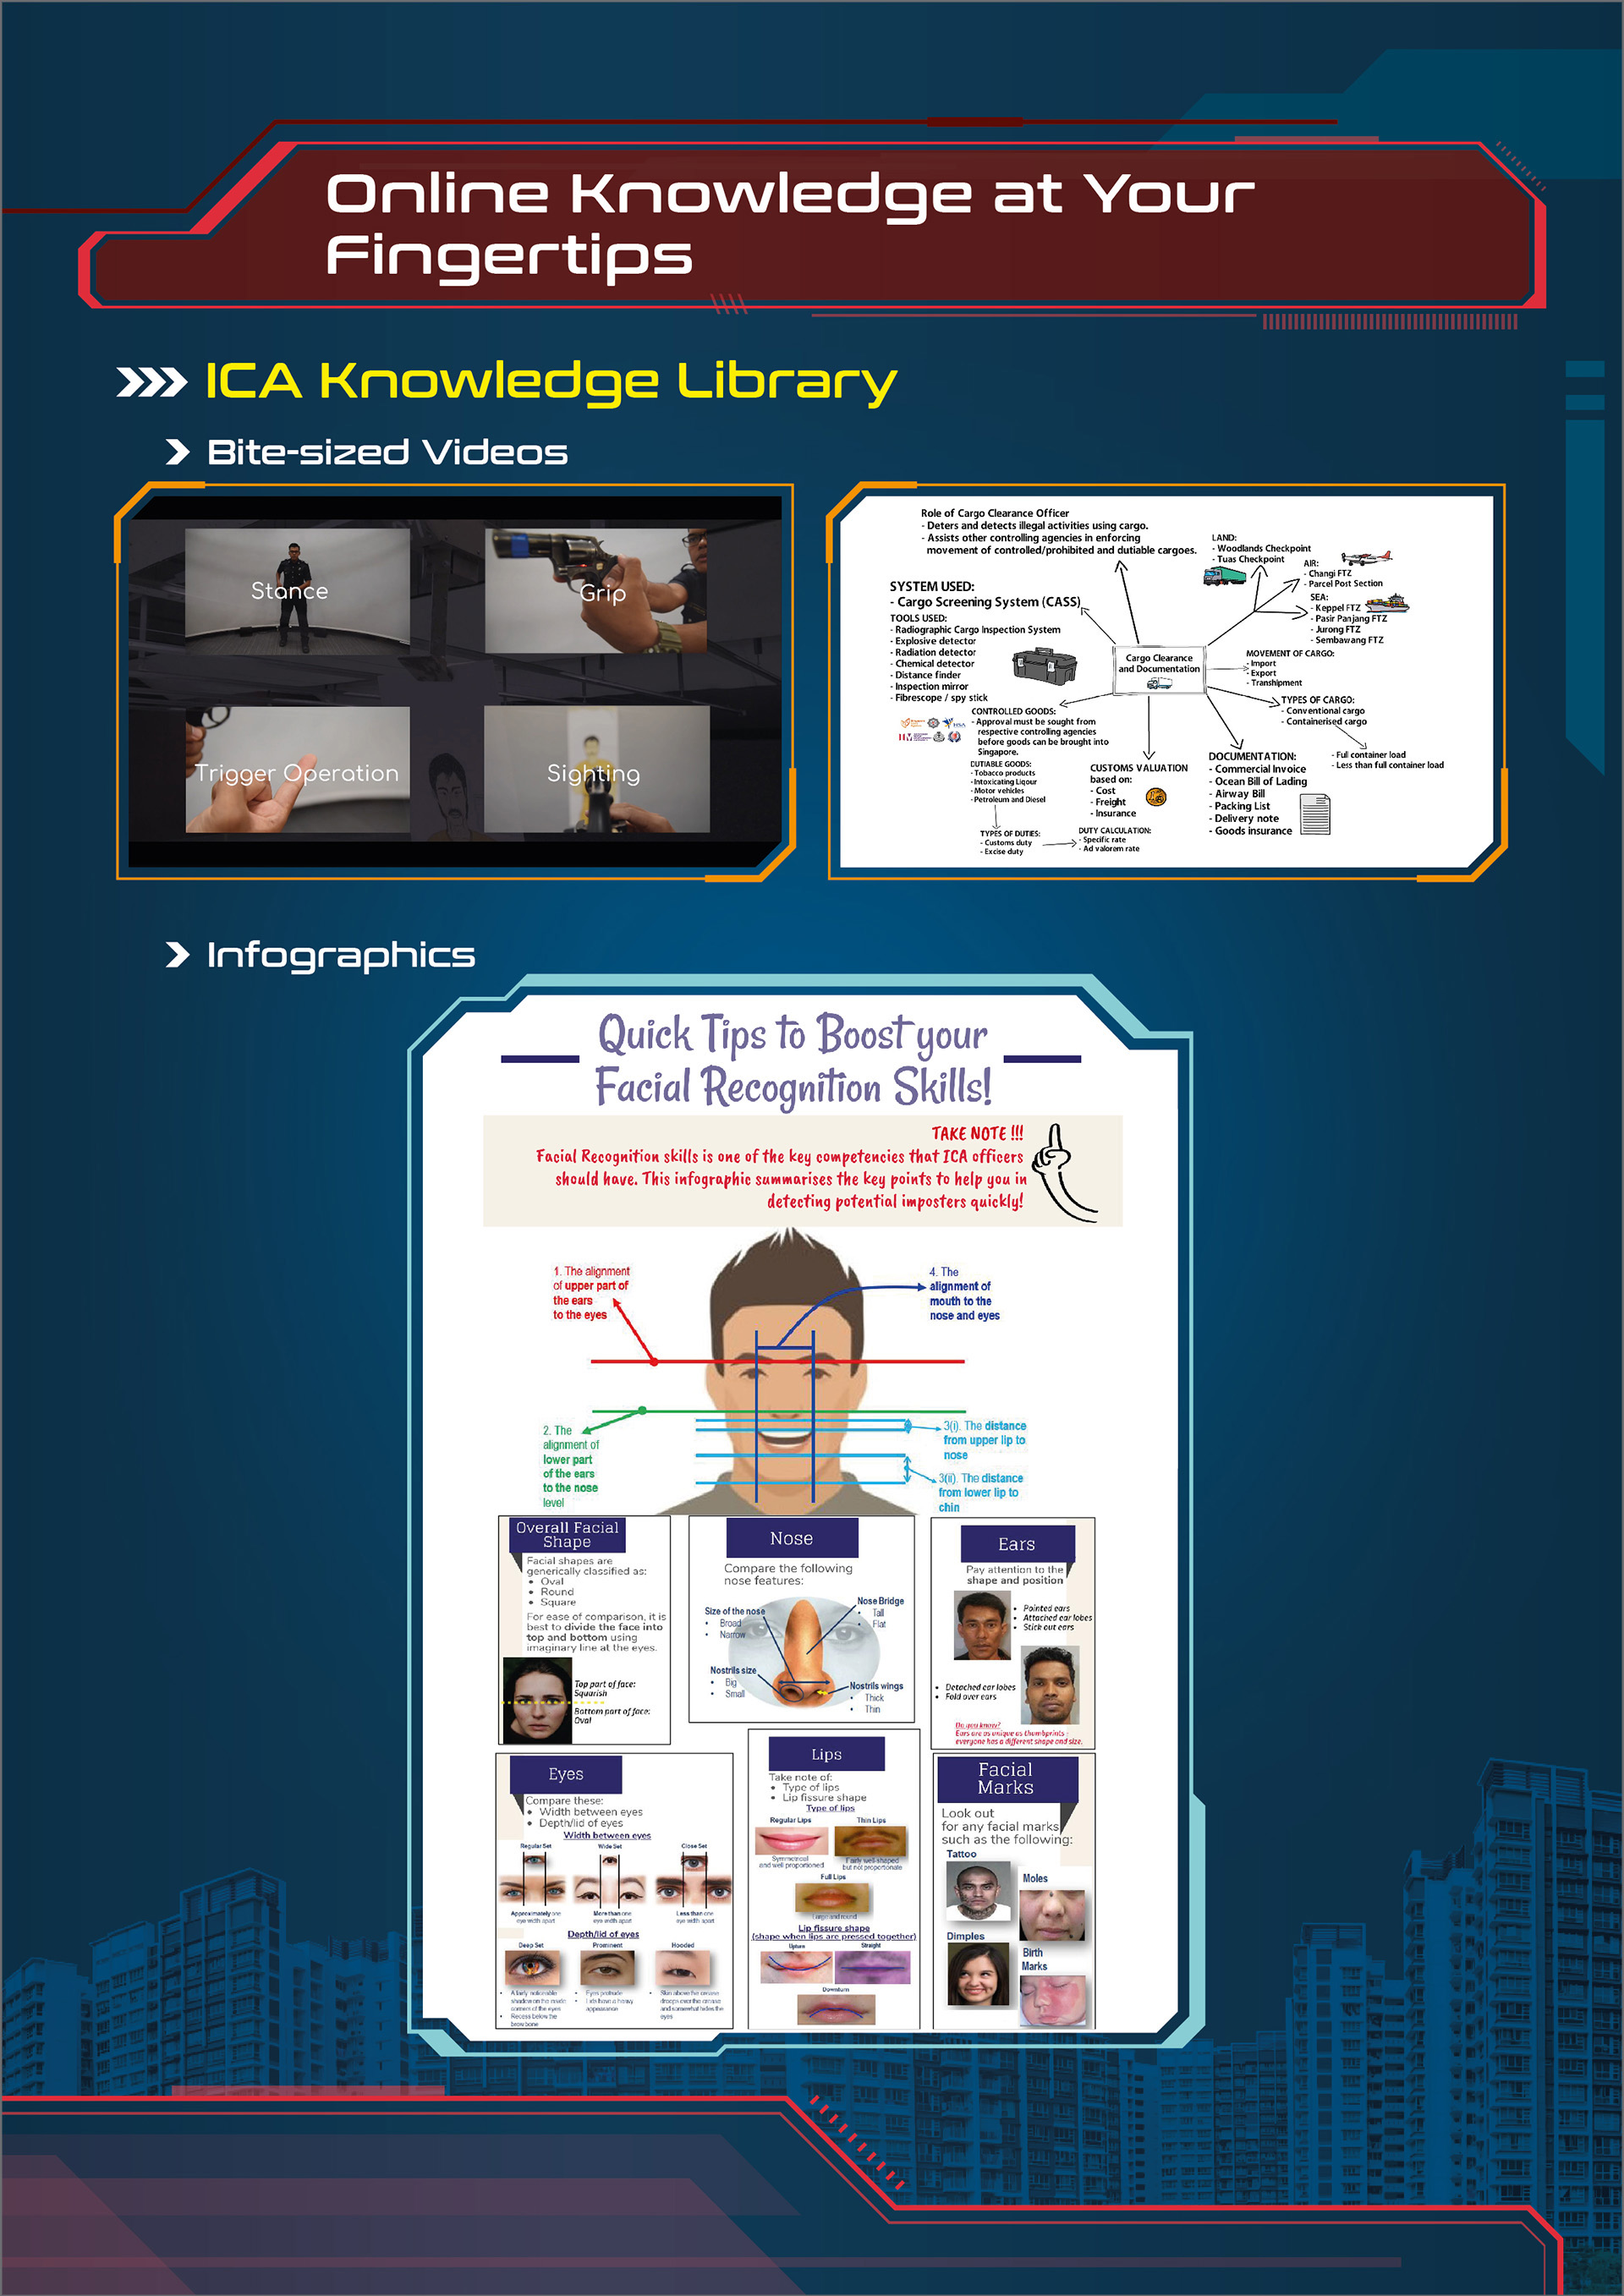 Online Knowledge at Your
Fingertips
ICA Knowledge Library
Bite-sized Videos
Stance
Grip
Trigger Operation
Sighting
Role of Cargo Clearance Officer
- Deters and detects illegal activities using cargo.
- Assists other controlling agencies in enforcing
movement of controlled/prohibited and dutiable cargoes.
LAND:
- Woodlands Checkpoint
- Tuas Checkpoint
AIR:
- Changi FTZ
- Parcel Post Section
SEA:
- Keppel FTZ
- Pasir Panjang FTZ
- Jurong FTZ
- Sembawang FTZ
SYSTEM USED:
- Cargo Screening System (CASS)
TOOLS USED:
- Radiographic Cargo Inspection System
- Explosive detector
- Radiation detector
- Chemical detector
- Distance finder
- Inspection mirror
- Fibrescope / spy stick
Cargo Clearance
and Documentation
MOVEMENT OF CARGO:
- Import
- Export
- Transhipment
TYPES OF CARGO:
- Conventional cargo
- Containerised cargo
- Full container load
- Less than full container load
CONTROLLED GOODS:
- Approval must be sought from
respective controlling agencies
before goods can be brought into
Singapore.
DUTIABLE GOODS:
- Tobacco products
- Intoxicating Liqour
- Motor vehicles
- Petroleum and Diesel
TYPES OF DUTIES:
- Customs duty
- Excise duty
DUTY CALCULATION:
- Specific rate
- Ad valorem rate
CUSTOMS VALUATION
based on:
- Cost
- Freight
- Insurance
DOCUMENTATION:
- Commercial Invoice
- Ocean Bill of Lading
- Airway Bill
- Packing List
- Delivery note
- Goods insurance
Infographics
Quick Tips to Boost your
Facial Recognition Skills!
TAKE NOTE !!!
Facial Recognition skills is one of the key competencies that ICA officers
should have. This infographic summarises the key points to help you in
detecting potential imposters quickly!
1. The alignment
of upper part of
the ears
to the eyes
4. The
alignment of
mouth to the
nose and eyes
2. The
alignment of
lower part
of the ears
to the nose
level
3(i). The distance
from upper lip to
nose
3(ii). The distance
from lower lip to
chin
Overall Facial
Shape
Facial shapes are
generically classified as:
• Oval
• Round
• Square
For ease of comparison, it is
best to divide the face into
top and bottom using
imaginary line at the eyes.
Top part of face:
Squarish
Bottom part of face:
Oval
Nose
Compare the following
nose features:
Size of the nose
• Broad
• Narrow
Nose Bridge
• Tall
• Flat
Nostrils size
• Big
• Small
Nostrils wings
• Thick
• Thin
Ears
Pay attention to the
shape and position
• Pointed ears
• Attached ear lobes
• Stick out ears
• Detached ear lobes
• Fold over ears
Do you know?
Ears are as unique as thumbprints -
everyone has a different shape and size.
Eyes
Compare these:
• Width between eyes
• Depth/lid of eyes
Width between eyes
Regular Set
Wide Set
Close Set
Approximately one
eye width apart
More than one
eye width apart
Less than one
eye width apart
Depth/lid of eyes
Deep Set
Prominent
Hooded
• A fairly noticeable
shadow on the inside
corners of the eyes
• Recess below the
brow bone
• Eyes protrude
• Lids have a heavy
appearance
• Skin above the crease
droops over the crease
and somewhat hides the
eyes
Lips
Take note of:
• Type of lips
• Lip fissure shape
Type of lips
Regular Lips
Thin Lips
Symmetrical
and well proportioned
Fairly well-shaped
but not proportionate
Full Lips
Large and round
Lip fissure shape
(shape when lips are pressed together)
Upturn
Straight
Downturn
Facial
Marks
Look out
for any facial marks
such as the following:
Tattoo
Moles
Dimples
Birth
Marks